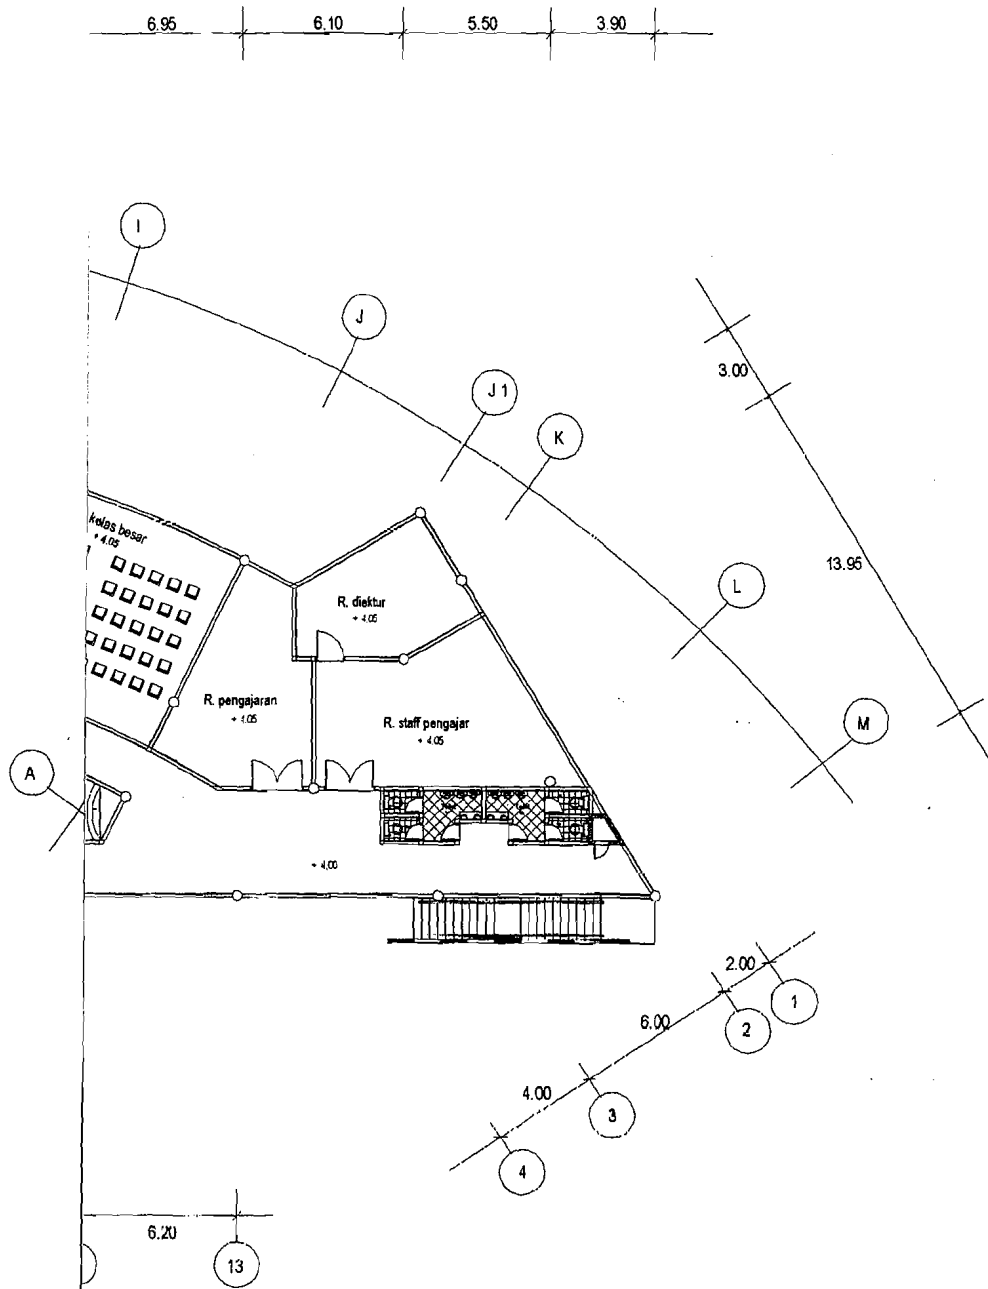 6.95 6.10 5.50 3.90
I
J
J 1
K
L
M
3.00
13.95
kelas besar
+ 4.05
R. diektur
+ 4.05
R. pengajaran
+ 4.05
R. staff pengajar
+ 4.05
A
+ 4.00
2.00
1
6.00
2
4.00
3
4
6.20
13